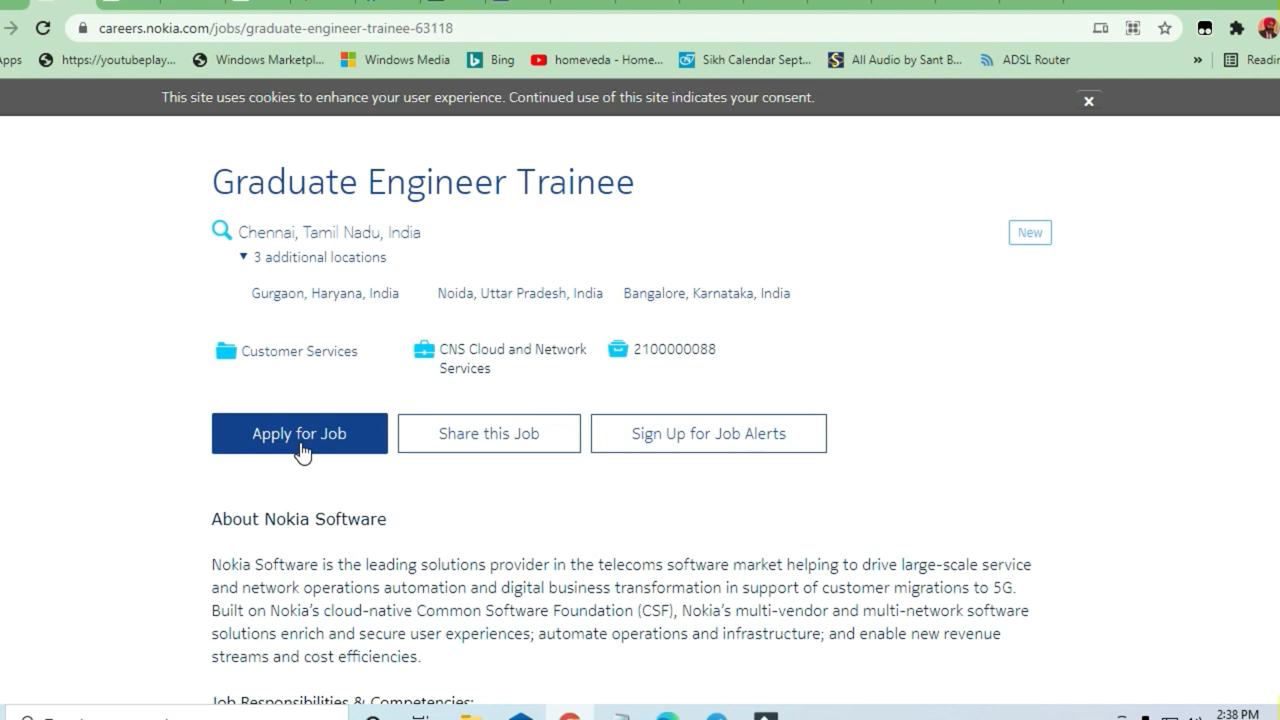 careers.nokia.com/jobs/graduate-engineer-trainee-63118
https://youtubeplay... Windows Marketpl... Windows Media Bing homeveda - Home... Sikh Calendar Sept... All Audio by Sant B... ADSL Router »
This site uses cookies to enhance your user experience. Continued use of this site indicates your consent. x
Graduate Engineer Trainee
Chennai, Tamil Nadu, India
New
3 additional locations
Gurgaon, Haryana, India Noida, Uttar Pradesh, India Bangalore, Karnataka, India
Customer Services CNS Cloud and Network 2100000088
Services
Apply for Job Share this Job Sign Up for Job Alerts
About Nokia Software
Nokia Software is the leading solutions provider in the telecoms software market helping to drive large-scale service
and network operations automation and digital business transformation in support of customer migrations to 5G.
Built on Nokia’s cloud-native Common Software Foundation (CSF), Nokia’s multi-vendor and multi-network software
solutions enrich and secure user experiences; automate operations and infrastructure; and enable new revenue
streams and cost efficiencies.
Job Responsibilities & Competencies:
2:38 PM